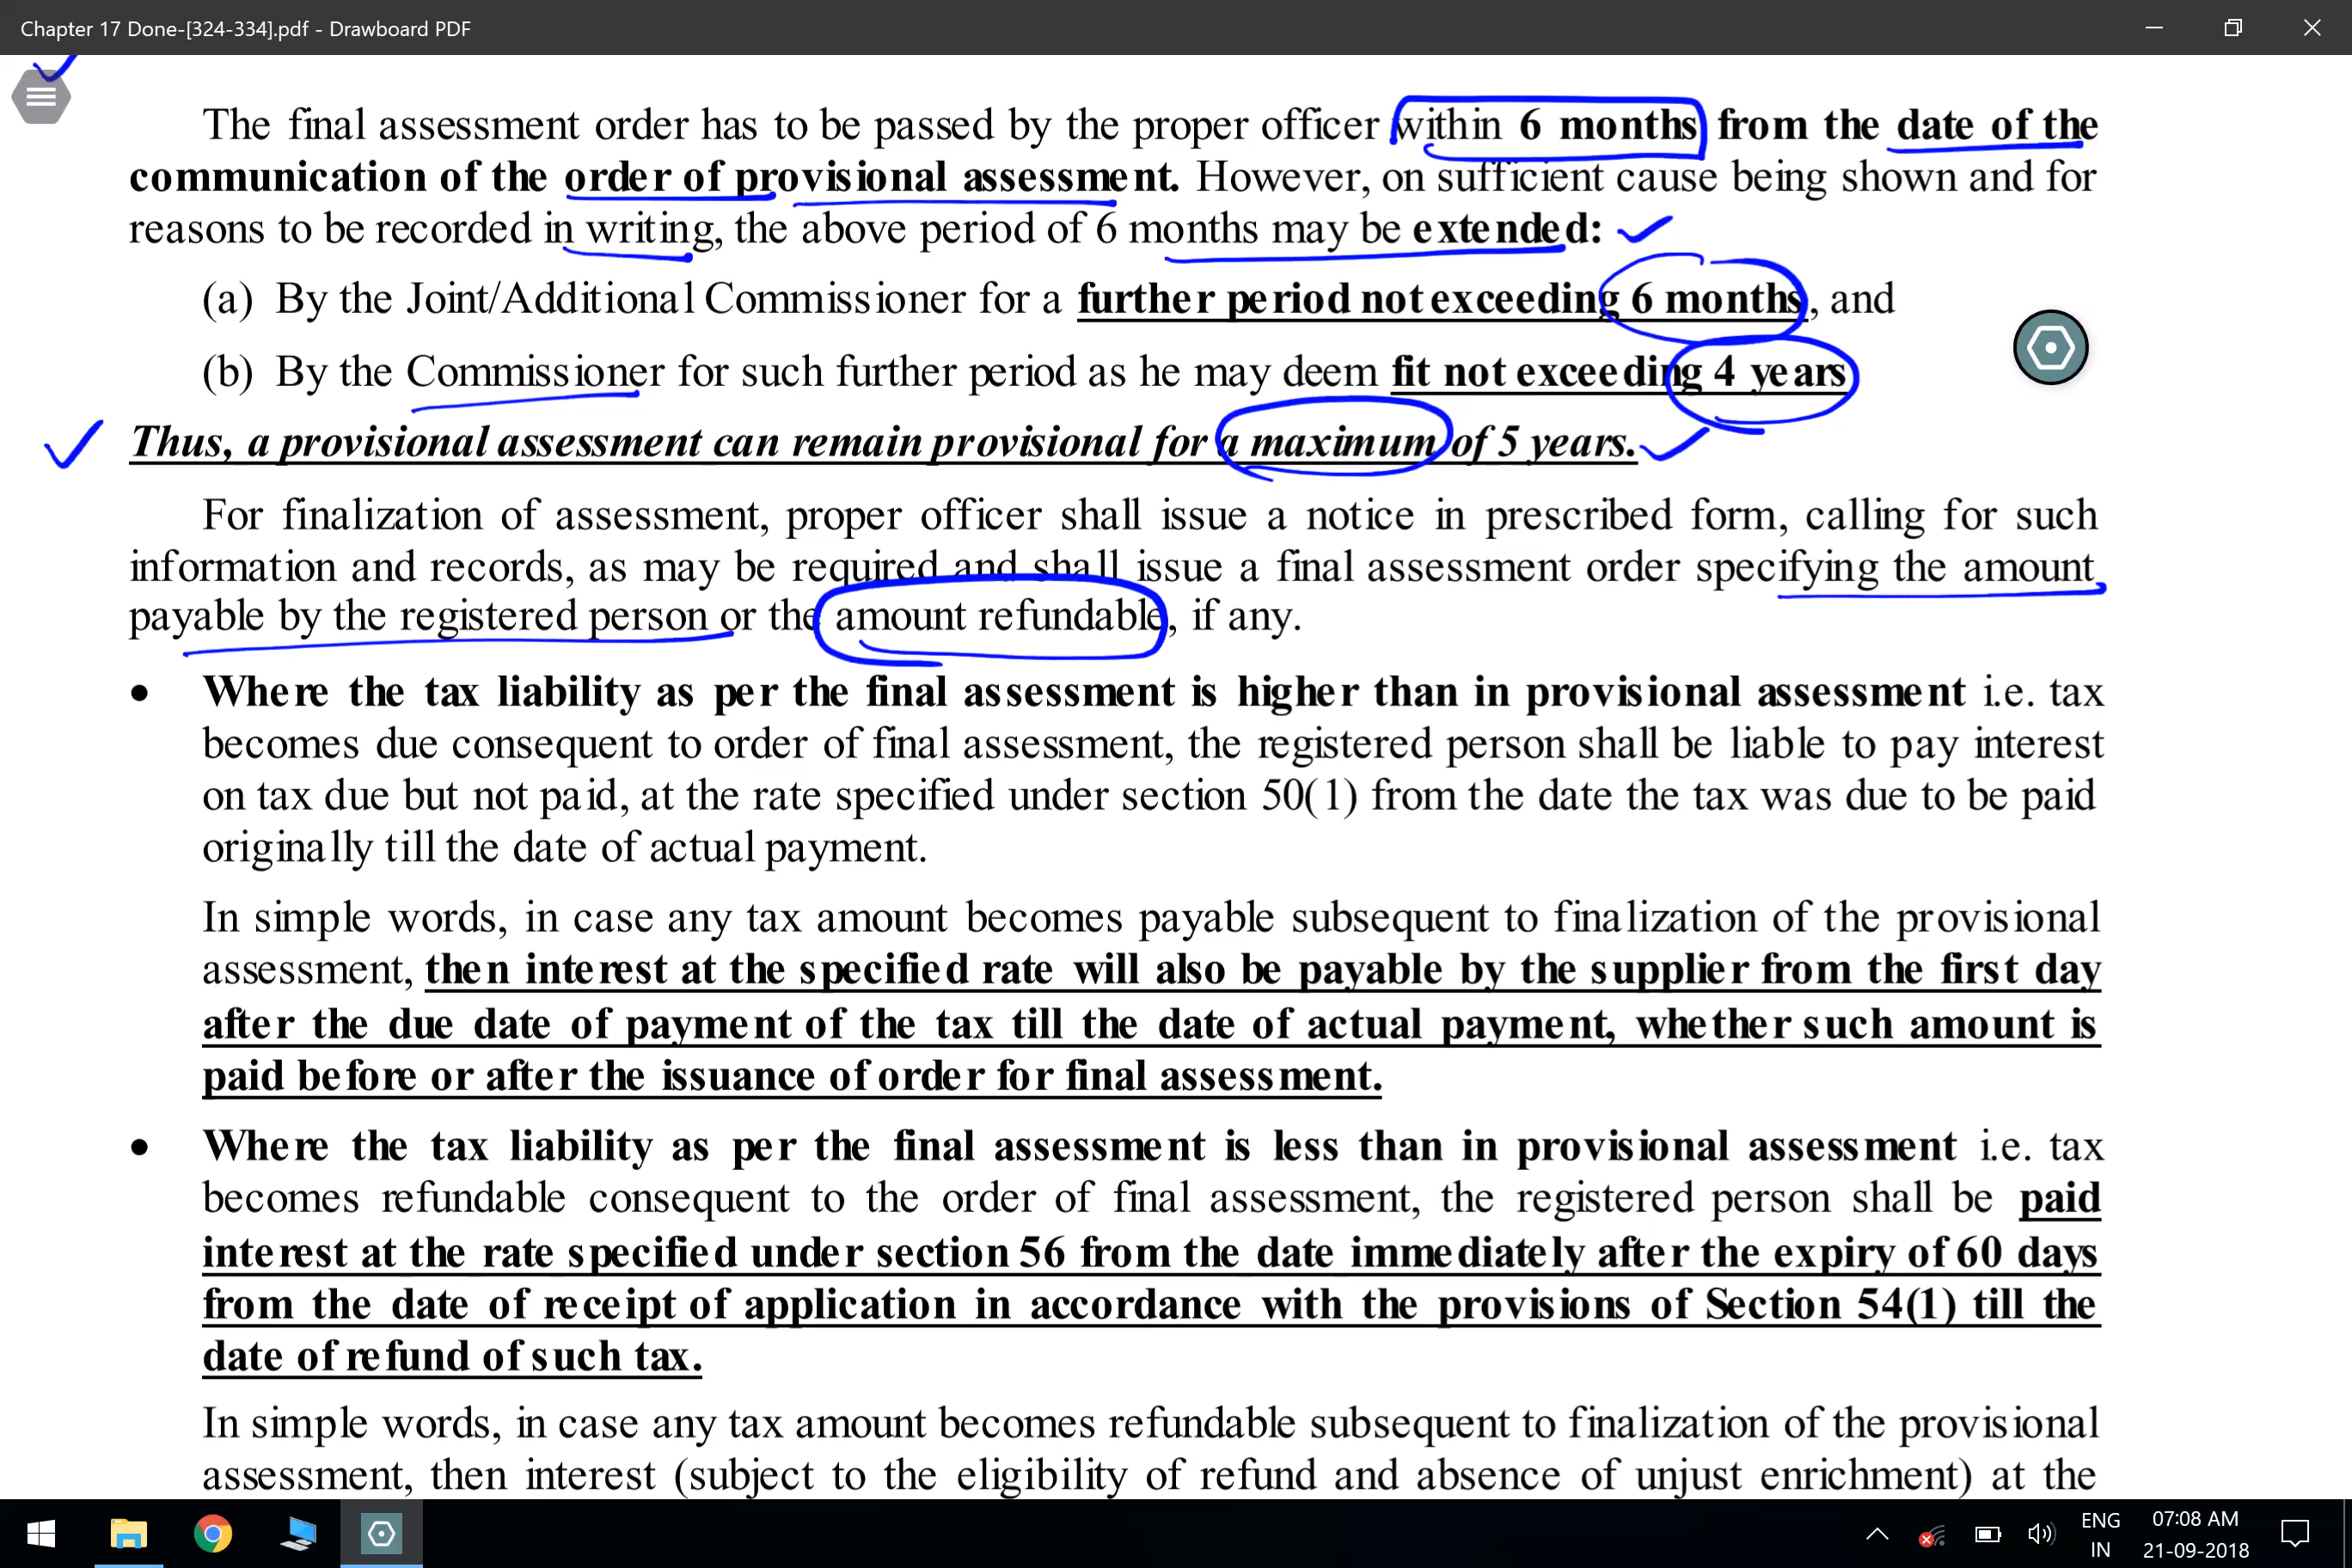 Chapter 17 Done-[324-334].pdf - Drawboard PDF
The final assessment order has to be passed by the proper officer within 6 months from the date of the
communication of the order of provisional assessment. However, on sufficient cause being shown and for
reasons to be recorded in writing, the above period of 6 months may be extended:
(a) By the Joint/Additional Commissioner for a further period not exceeding 6 months, and
(b) By the Commissioner for such further period as he may deem fit not exceeding 4 years
Thus, a provisional assessment can remain provisional for a maximum of 5 years.
For finalization of assessment, proper officer shall issue a notice in prescribed form, calling for such
information and records, as may be required and shall issue a final assessment order specifying the amount
payable by the registered person or the amount refundable, if any.
• Where the tax liability as per the final assessment is higher than in provisional assessment i.e. tax
becomes due consequent to order of final assessment, the registered person shall be liable to pay interest
on tax due but not paid, at the rate specified under section 50(1) from the date the tax was due to be paid
originally till the date of actual payment.
In simple words, in case any tax amount becomes payable subsequent to finalization of the provisional
assessment, then interest at the specified rate will also be payable by the supplier from the first day
after the due date of payment of the tax till the date of actual payment, whether such amount is
paid before or after the issuance of order for final assessment.
• Where the tax liability as per the final assessment is less than in provisional assessment i.e. tax
becomes refundable consequent to the order of final assessment, the registered person shall be paid
interest at the rate specified under section 56 from the date immediately after the expiry of 60 days
from the date of receipt of application in accordance with the provisions of Section 54(1) till the
date of refund of such tax.
In simple words, in case any tax amount becomes refundable subsequent to finalization of the provisional
assessment, then interest (subject to the eligibility of refund and absence of unjust enrichment) at the
ENG
IN
07:08 AM
21-09-2018